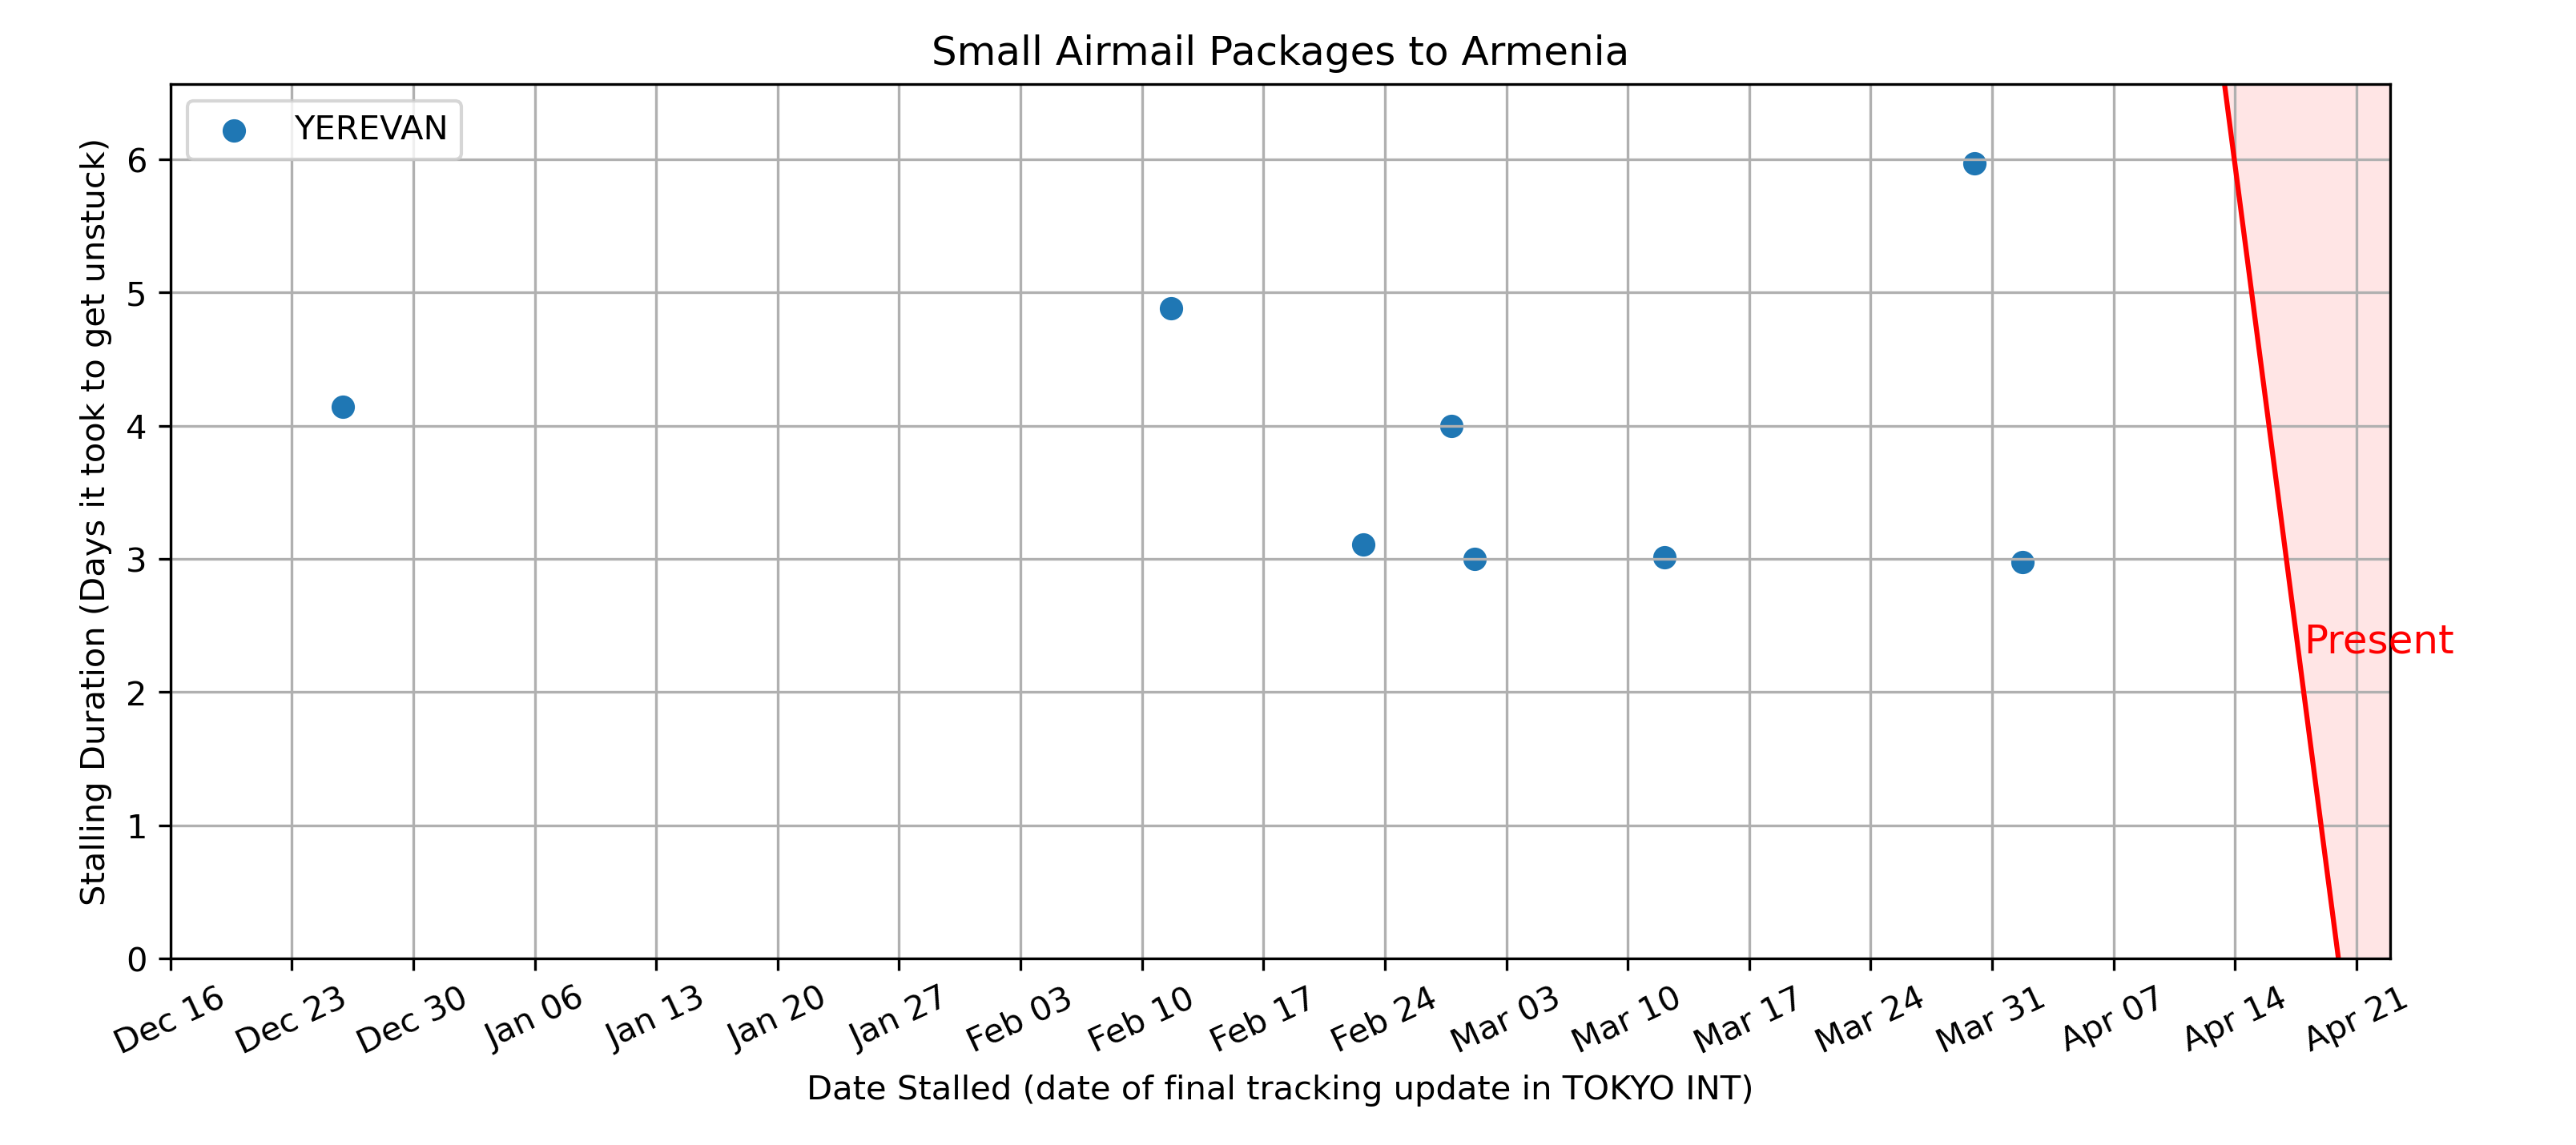 Small Airmail Packages to Armenia
YEREVAN
Stalling Duration (Days it took to get unstuck)
6
5
4
3
2
1
0
Present
Dec 16
Dec 23
Dec 30
Jan 06
Jan 13
Jan 20
Jan 27
Feb 03
Feb 10
Feb 17
Feb 24
Mar 03
Mar 10
Mar 17
Mar 24
Mar 31
Apr 07
Apr 14
Apr 21
Date Stalled (date of final tracking update in TOKYO INT)